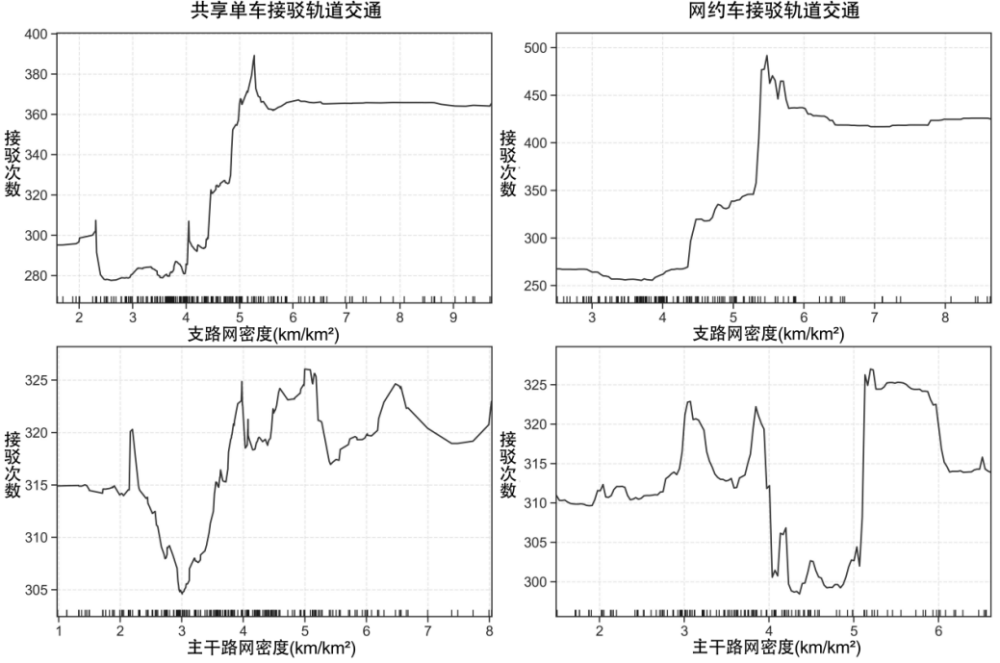 共享单车接驳轨道交通
400
380
360
340
320
300
280
接驳次数
2 3 4 5 6 7 8 9
支路网密度(km/km²)
网约车接驳轨道交通
500
450
400
350
300
250
接驳次数
3 4 5 6 7 8
支路网密度(km/km²)
325
320
315
310
305
接驳次数
1 2 3 4 5 6 7 8
主干路网密度(km/km²)
325
320
315
310
305
300
接驳次数
2 3 4 5 6
主干路网密度(km/km²)